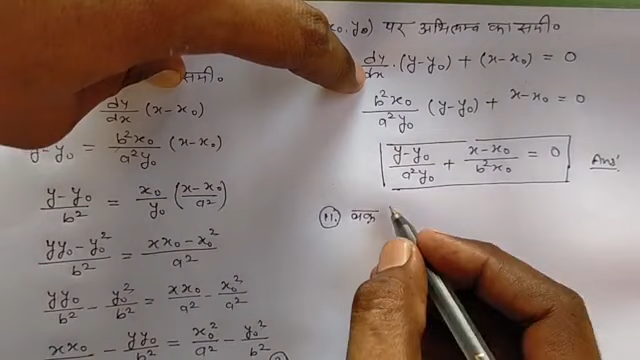 समी०
dy/dx (x-x₀)
y-y₀ = b²x₀/a²y₀ (x-x₀)
(y-y₀)/b² = x₀/y₀ ((x-x₀)/a²)
(yy₀-y₀²)/b² = (xx₀-x₀²)/a²
yy₀/b² - y₀²/b² = xx₀/a² - x₀²/a²
xx₀ - yy₀/b² = x₀²/a² - y₀²/b²
x₀, y₀) पर अभिलम्ब का समी०
dy/dx .(y-y₀) + (x-x₀) = 0
b²x₀/a²y₀ (y-y₀) + x-x₀ = 0
(y-y₀)/a²y₀ + (x-x₀)/b²x₀ = 0 Ans
वक्र